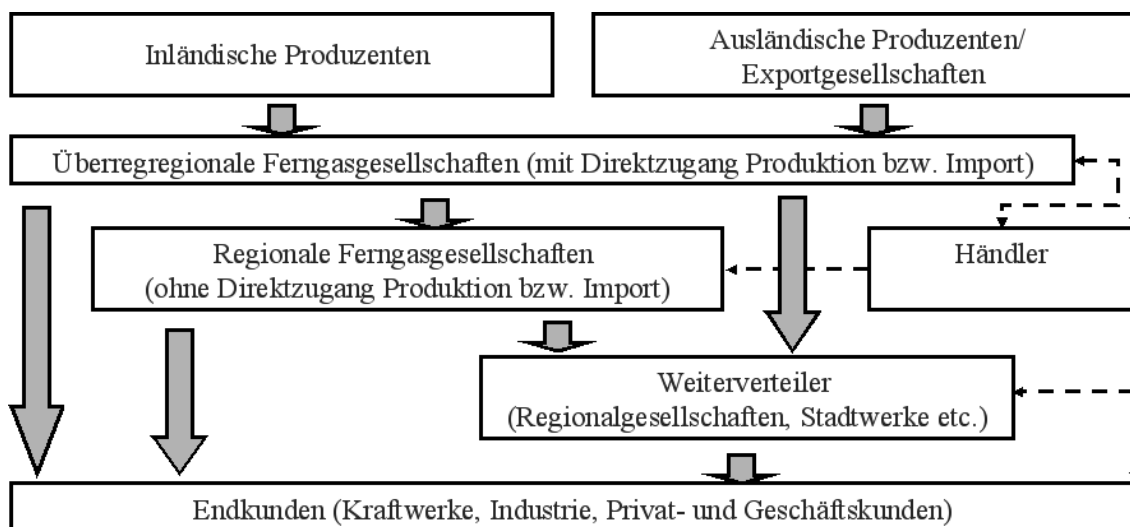 Inländische Produzenten
Ausländische Produzenten/
Exportgesellschaften
Überregregionale Ferngasgesellschaften (mit Direktzugang Produktion bzw. Import)
Regionale Ferngasgesellschaften
(ohne Direktzugang Produktion bzw. Import)
Händler
Weiterverteiler
(Regionalgesellschaften, Stadtwerke etc.)
Endkunden (Kraftwerke, Industrie, Privat- und Geschäftskunden)